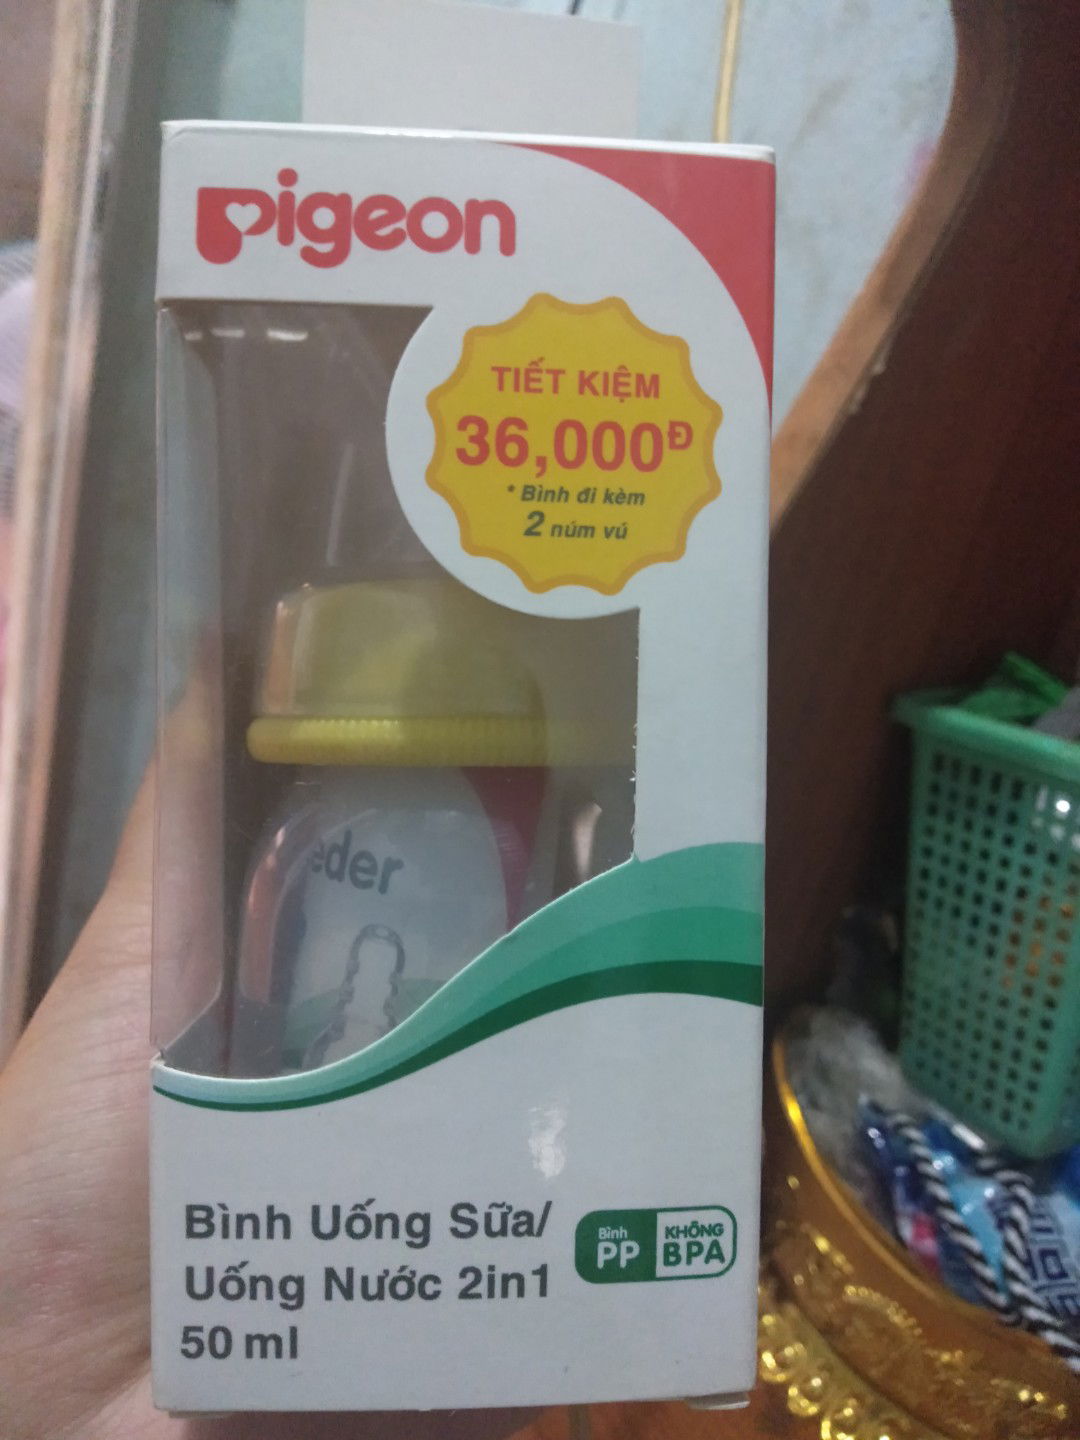 pigeon
TIẾT KIỆM
36,000Đ
* Bình đi kèm
2 núm vú
eder
Bình Uống Sữa/
Uống Nước 2in1
50 ml
Bình
PP
KHÔNG
BPA